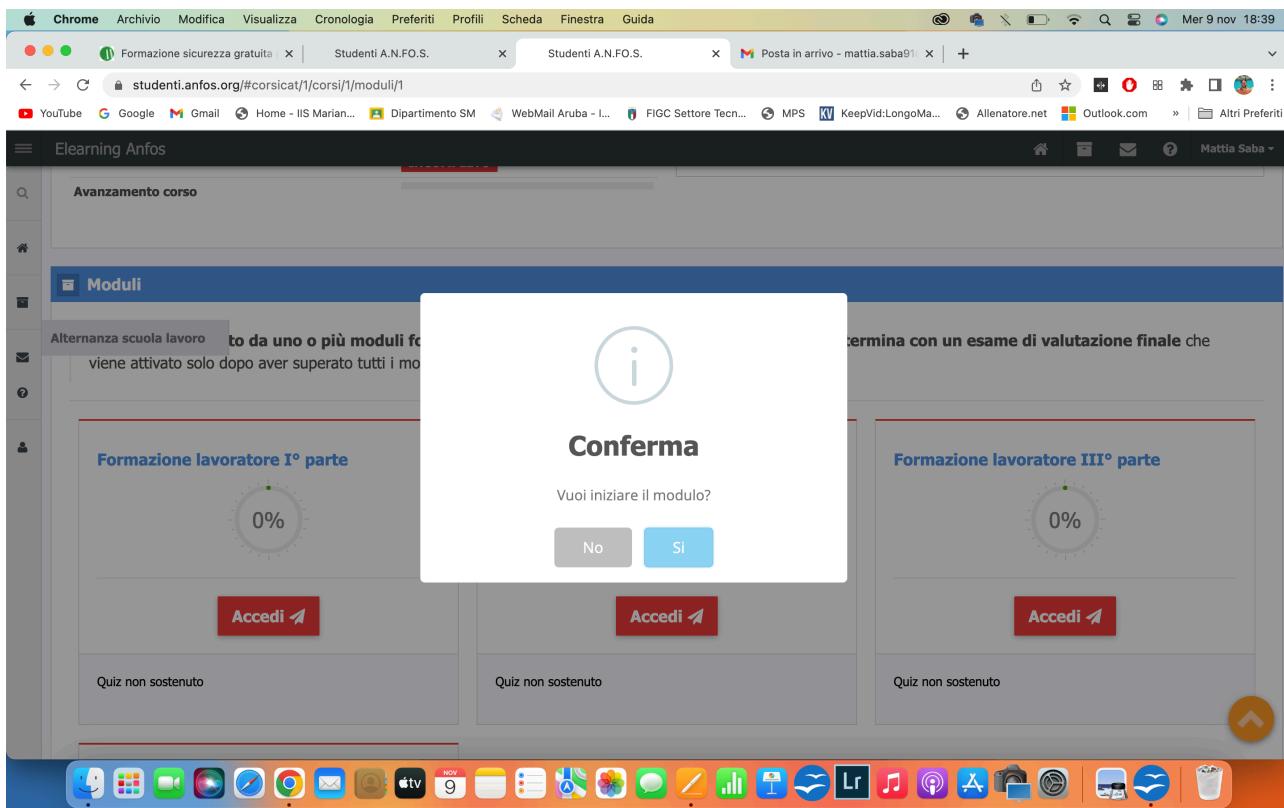 Chrome Archivio Modifica Visualizza Cronologia Preferiti Profili Scheda Finestra Guida Mer 9 nov 18:39
Formazione sicurezza gratuita Studenti A.N.FO.S. Studenti A.N.FO.S. Posta in arrivo - mattia.saba91
studenti.anfos.org/#corsicat/1/corsi/1/moduli/1
YouTube Google Gmail Home - IIS Marian... Dipartimento SM WebMail Aruba - I... FIGC Settore Tecn... MPS KV KeepVid:LongoMa... Allenatore.net Outlook.com » Altri Preferiti
Elearning Anfos Mattia Saba
Avanzamento corso
Moduli
Alternanza scuola lavoro to da uno o più moduli fo termina con un esame di valutazione finale che
viene attivato solo dopo aver superato tutti i mo
Conferma
Vuoi iniziare il modulo?
No Si
Formazione lavoratore I° parte Formazione lavoratore III° parte
0% 0%
Accedi Accedi Accedi
Quiz non sostenuto Quiz non sostenuto Quiz non sostenuto
tv NOV 9 Lr